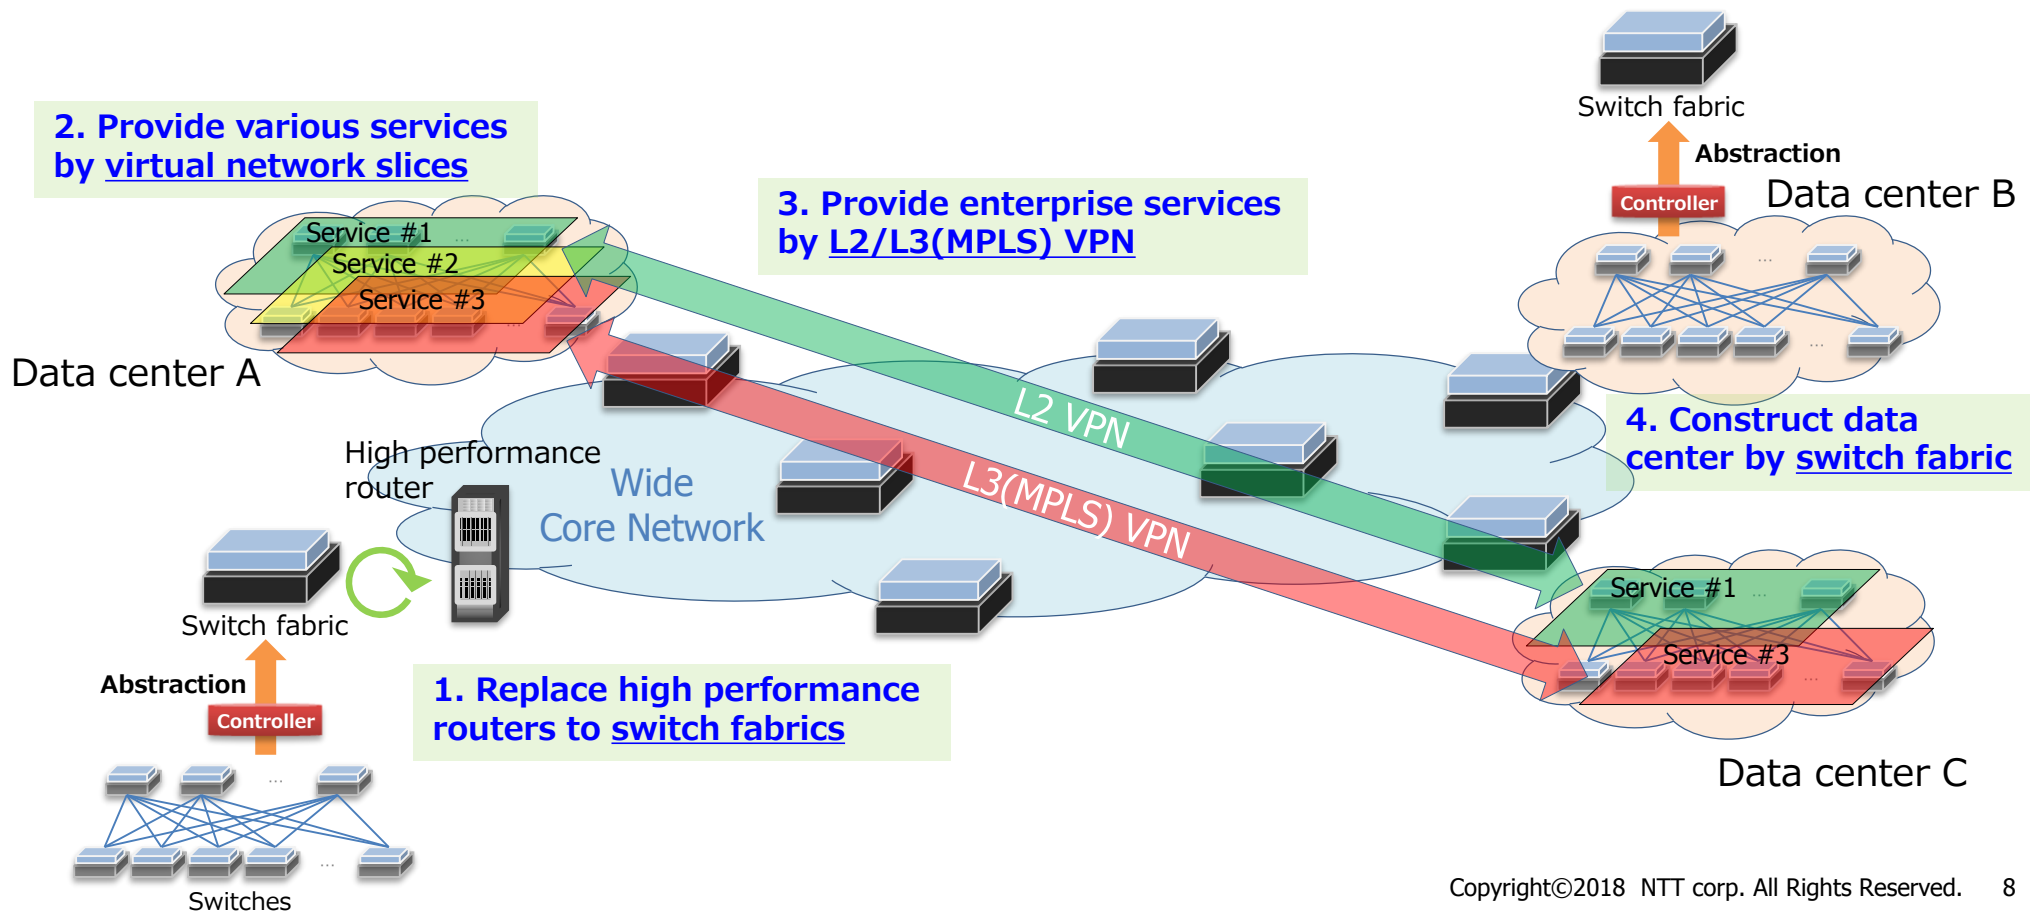 Switch fabric
Abstraction
Controller
Data center B
2. Provide various services
by virtual network slices
3. Provide enterprise services
by L2/L3(MPLS) VPN
Service #1
...
Service #2
Service #3
...
Data center A
...
...
4. Construct data
center by switch fabric
L2 VPN
L3(MPLS) VPN
High performance
router
Wide
Core Network
Switch fabric
Abstraction
Controller
1. Replace high performance
routers to switch fabrics
Service #1
...
Service #3
...
Data center C
...
...
Switches
Copyright©2018 NTT corp. All Rights Reserved.
8